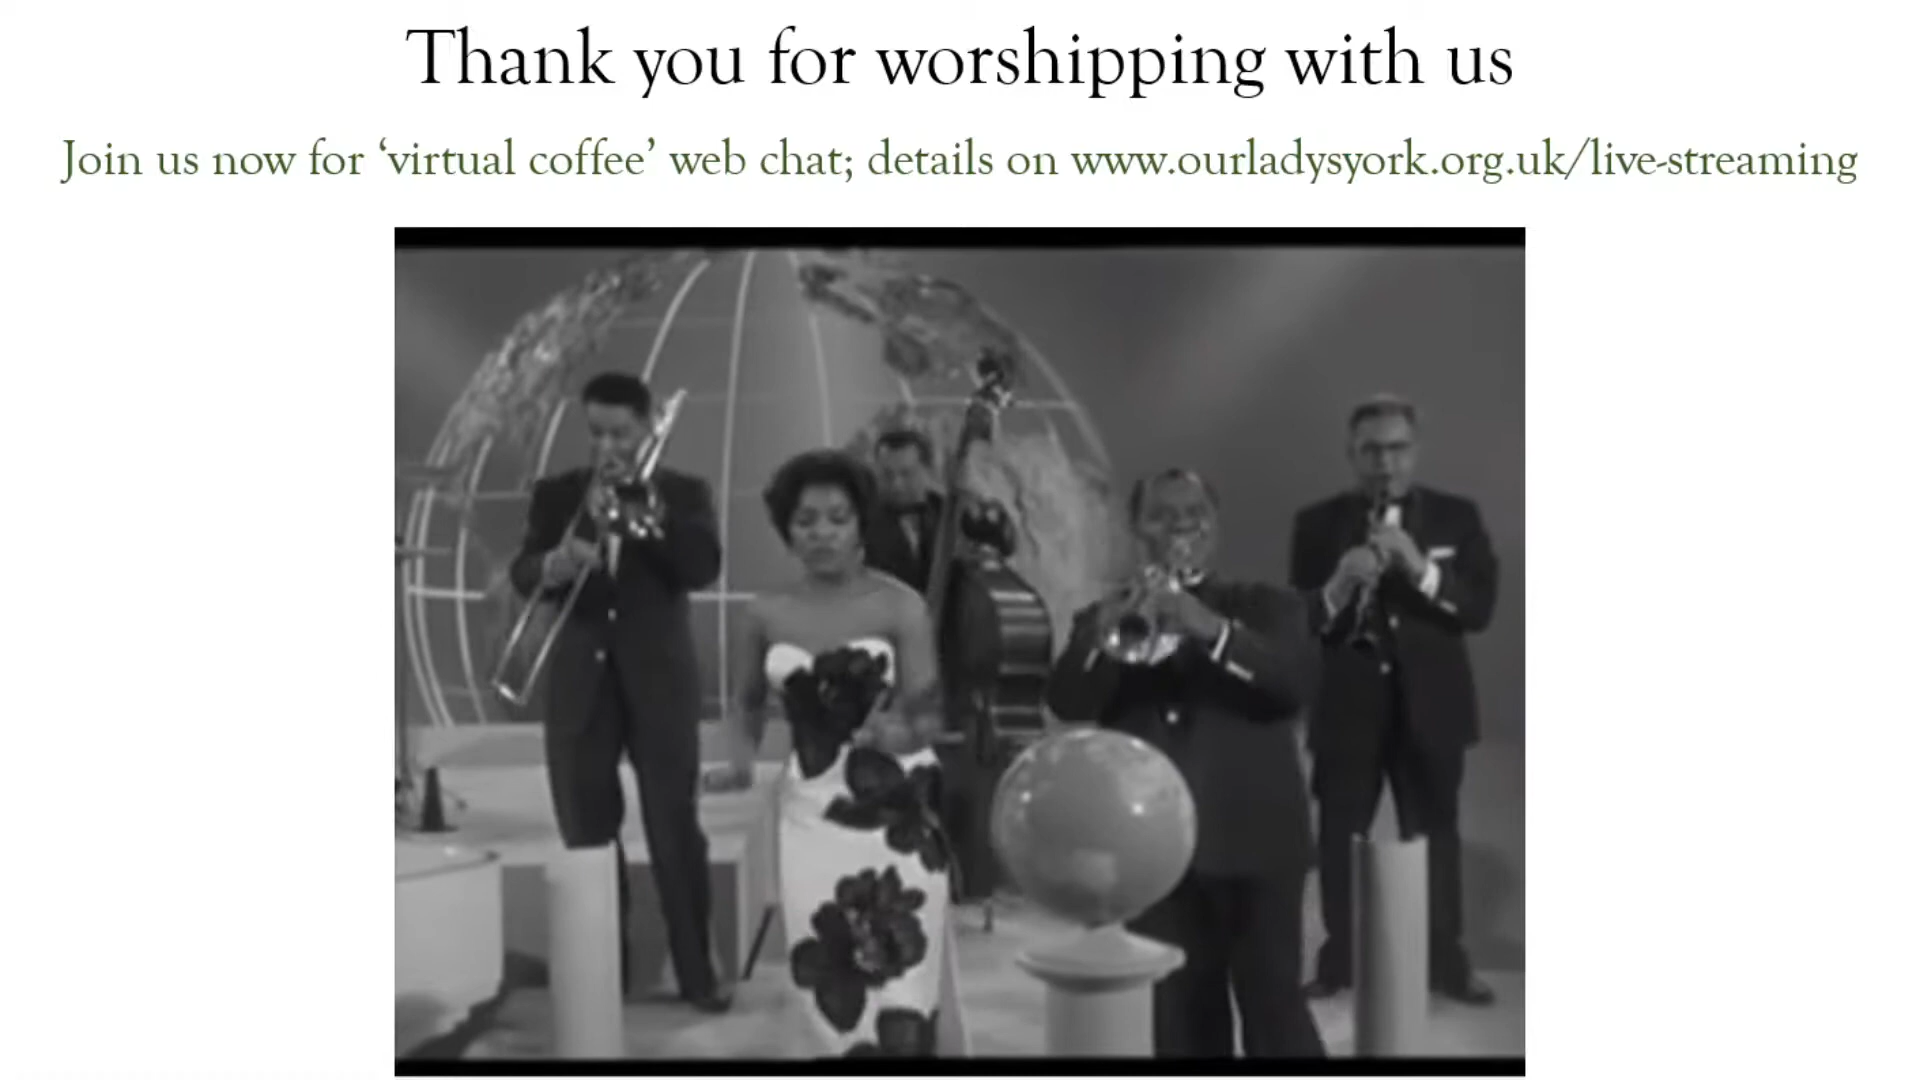 Thank you for worshipping with us
Join us now for ‘virtual coffee’ web chat; details on www.ourladysyork.org.uk/live-streaming